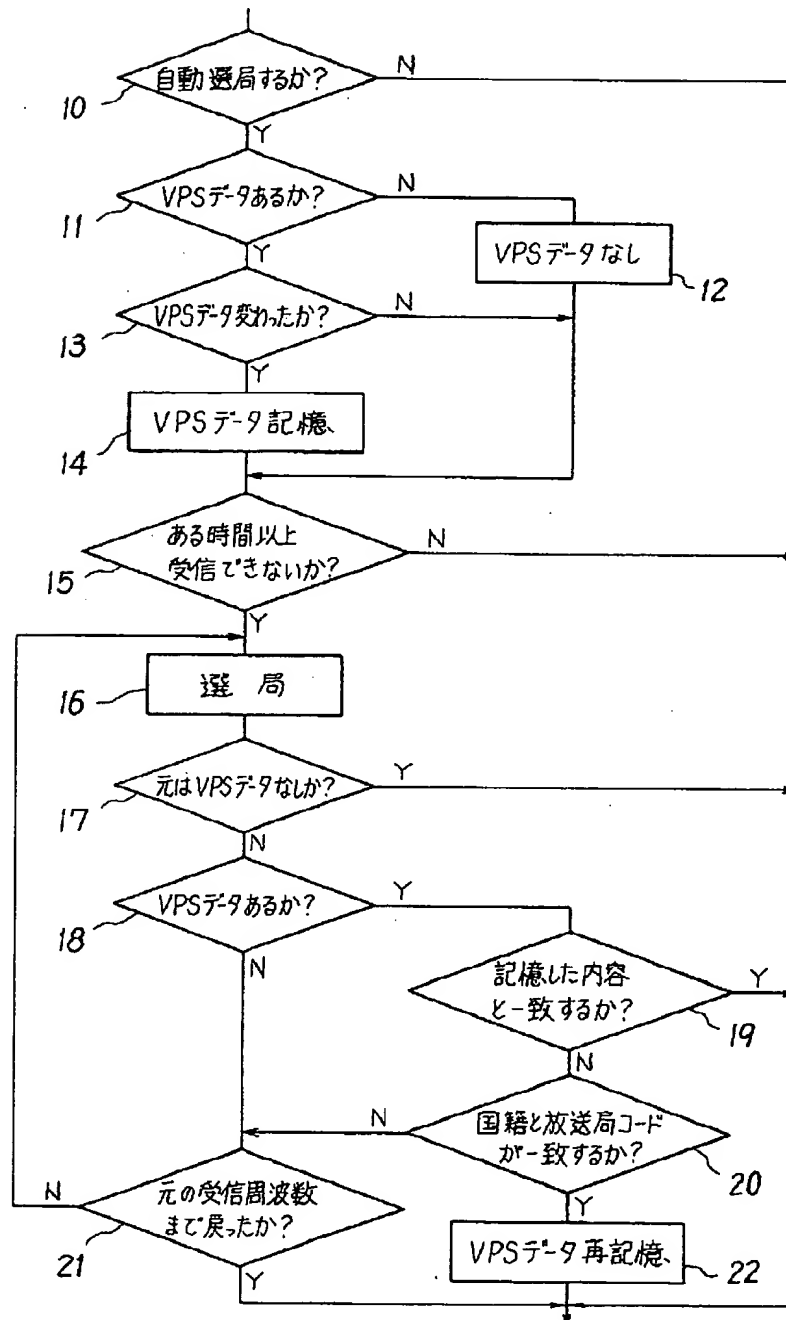 自動選局するか?
N
10
Y
VPSデータあるか?
N
11
Y
VPSデータなし
12
VPSデータ変わったか?
N
13
Y
VPSデータ記憶、
14
ある時間以上
受信できないか?
N
15
Y
選局
16
元はVPSデータなしか?
Y
17
N
VPSデータあるか?
Y
18
N
記憶した内容
と一致するか?
Y
19
N
国籍と放送局コード
が一致するか?
N
20
Y
元の受信周波数
まで戻ったか?
N
21
Y
VPSデータ再記憶、
22